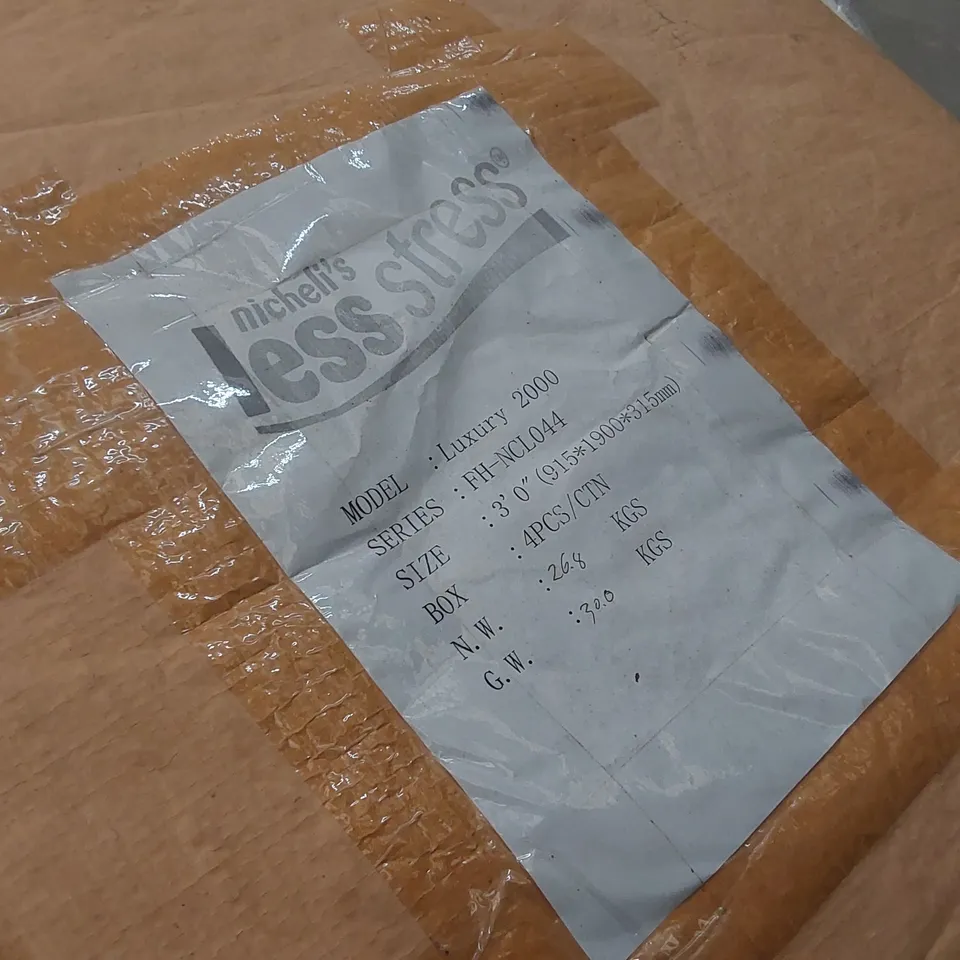 nicheli's
less stress®
MODEL : Luxury 2000
SERIES : FH-NCL044
SIZE : 3' 0" (915*1900*315mm)
BOX : 4PCS/CTN
N.W. : 26.8 KGS
G.W. : 30.0 KGS